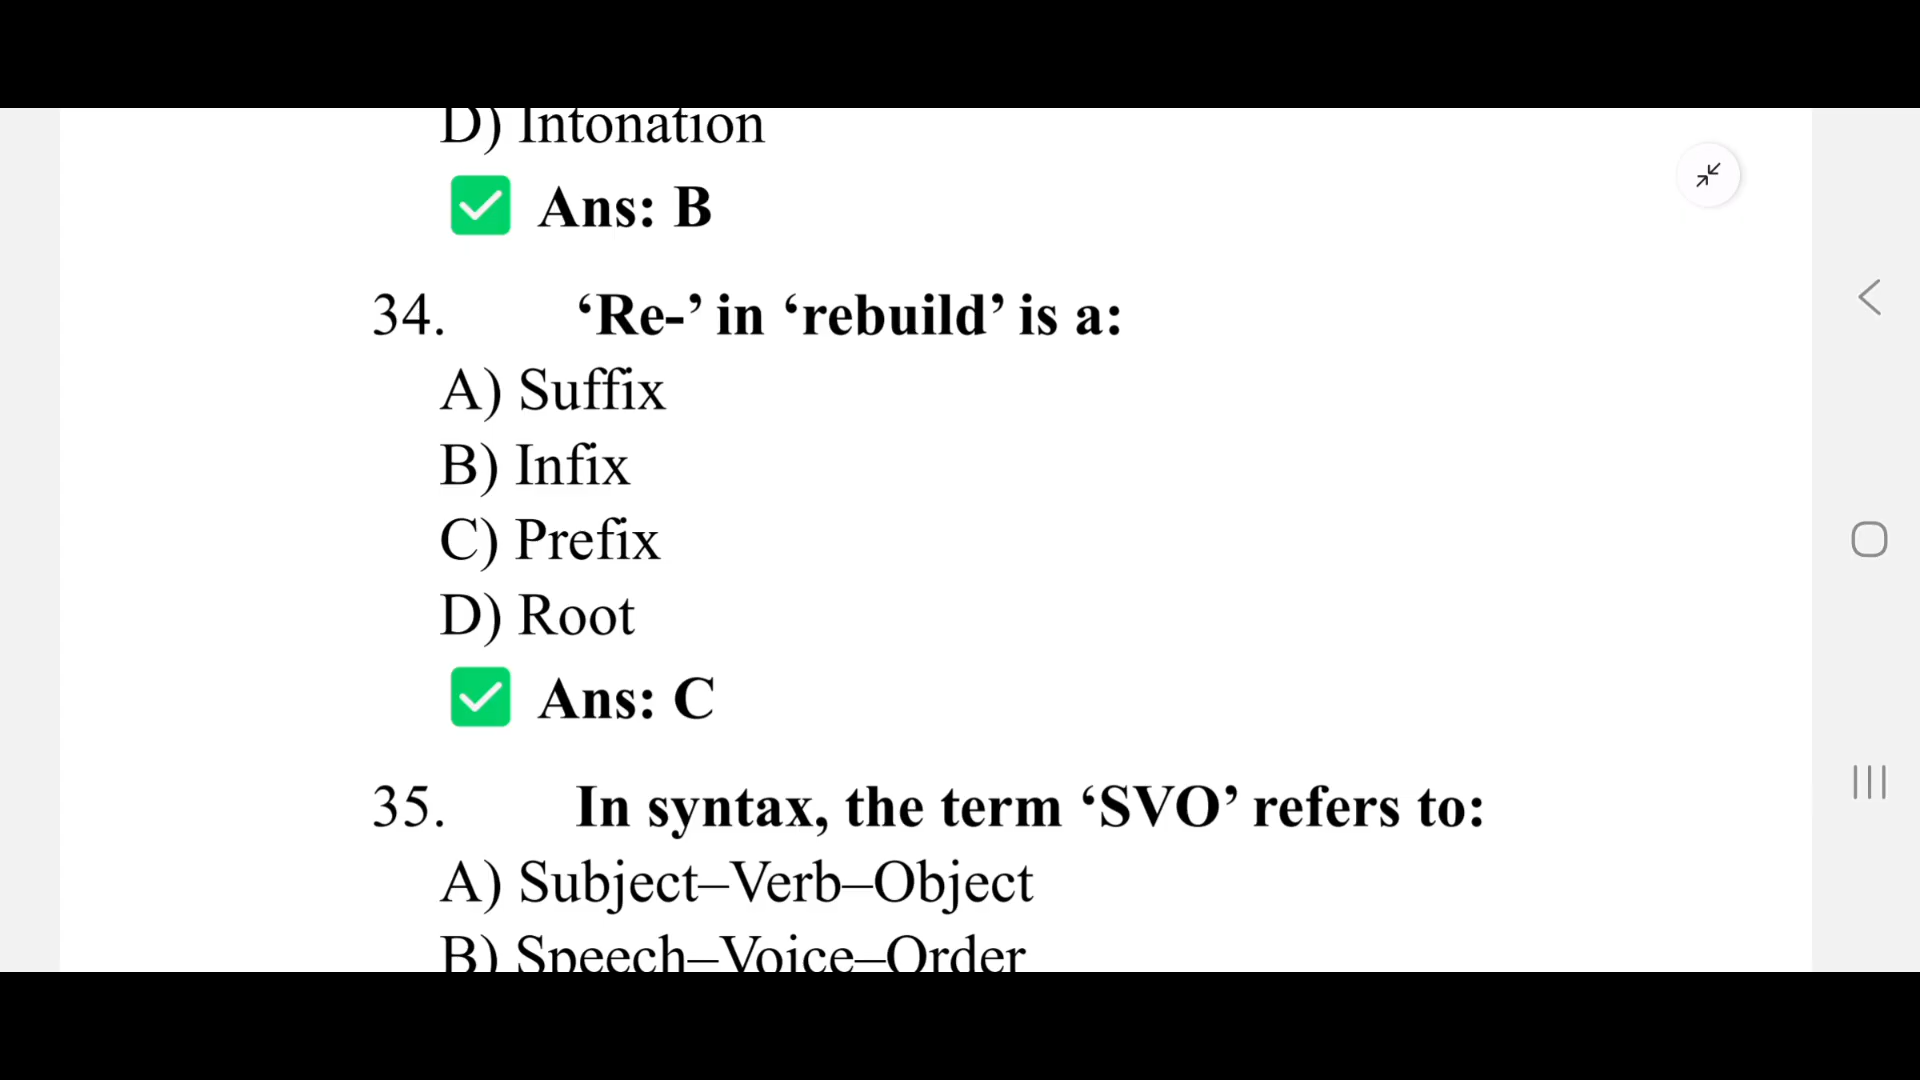 D) Intonation
✅ Ans: B
34. ‘Re-’ in ‘rebuild’ is a:
A) Suffix
B) Infix
C) Prefix
D) Root
✅ Ans: C
35. In syntax, the term ‘SVO’ refers to:
A) Subject–Verb–Object
B) Speech–Voice–Order